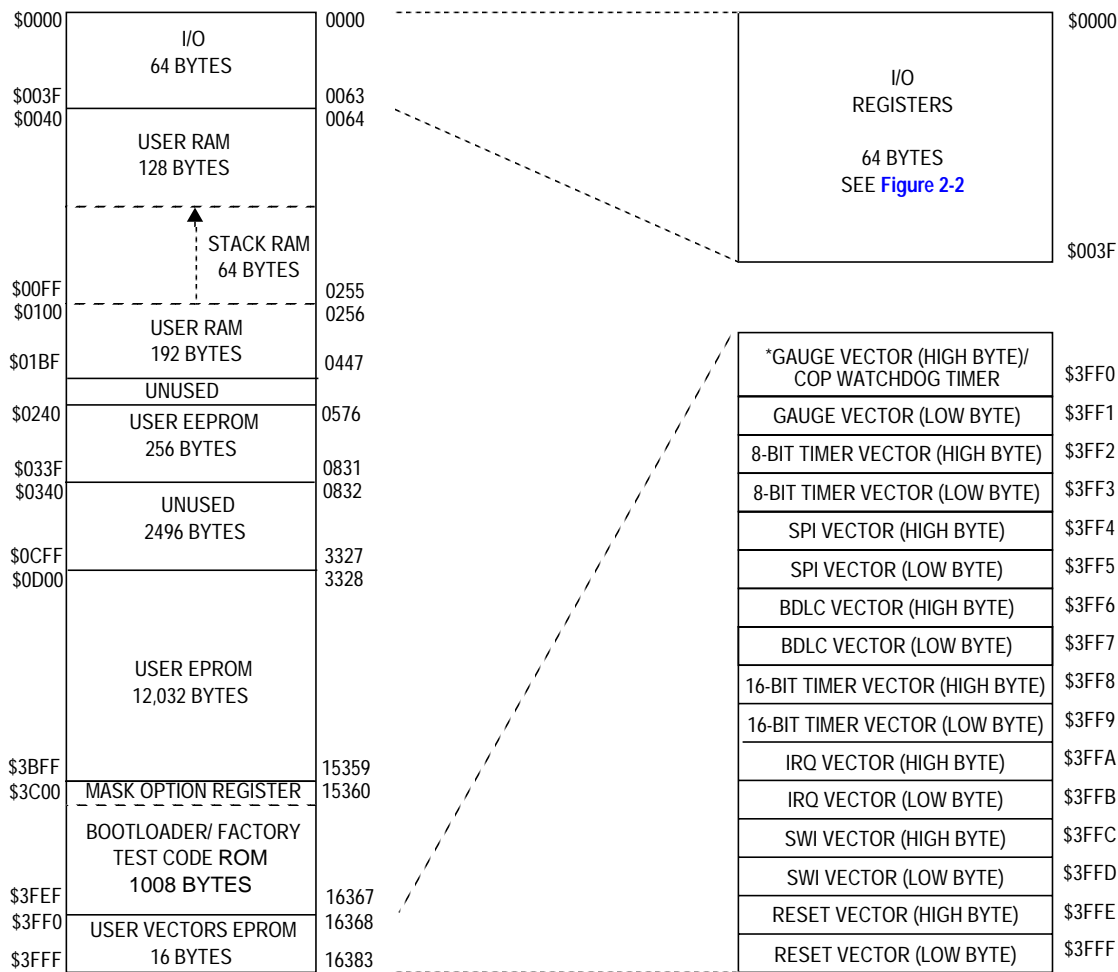 $0000
I/O
64 BYTES
0000
$003F
0063
$0040
0064
USER RAM
128 BYTES
STACK RAM
64 BYTES
$00FF
0255
$0100
0256
USER RAM
192 BYTES
$01BF
0447
UNUSED
$0240
0576
USER EEPROM
256 BYTES
$033F
0831
$0340
0832
UNUSED
2496 BYTES
$0CFF
3327
$0D00
3328
USER EPROM
12,032 BYTES
$3BFF
15359
$3C00
MASK OPTION REGISTER
15360
BOOTLOADER/ FACTORY
TEST CODE ROM
1008 BYTES
$3FEF
16367
$3FF0
16368
USER VECTORS EPROM
16 BYTES
$3FFF
16383
$0000
I/O
REGISTERS
64 BYTES
SEE Figure 2-2
$003F
*GAUGE VECTOR (HIGH BYTE)/
COP WATCHDOG TIMER
$3FF0
GAUGE VECTOR (LOW BYTE)
$3FF1
8-BIT TIMER VECTOR (HIGH BYTE)
$3FF2
8-BIT TIMER VECTOR (LOW BYTE)
$3FF3
SPI VECTOR (HIGH BYTE)
$3FF4
SPI VECTOR (LOW BYTE)
$3FF5
BDLC VECTOR (HIGH BYTE)
$3FF6
BDLC VECTOR (LOW BYTE)
$3FF7
16-BIT TIMER VECTOR (HIGH BYTE)
$3FF8
16-BIT TIMER VECTOR (LOW BYTE)
$3FF9
IRQ VECTOR (HIGH BYTE)
$3FFA
IRQ VECTOR (LOW BYTE)
$3FFB
SWI VECTOR (HIGH BYTE)
$3FFC
SWI VECTOR (LOW BYTE)
$3FFD
RESET VECTOR (HIGH BYTE)
$3FFE
RESET VECTOR (LOW BYTE)
$3FFF